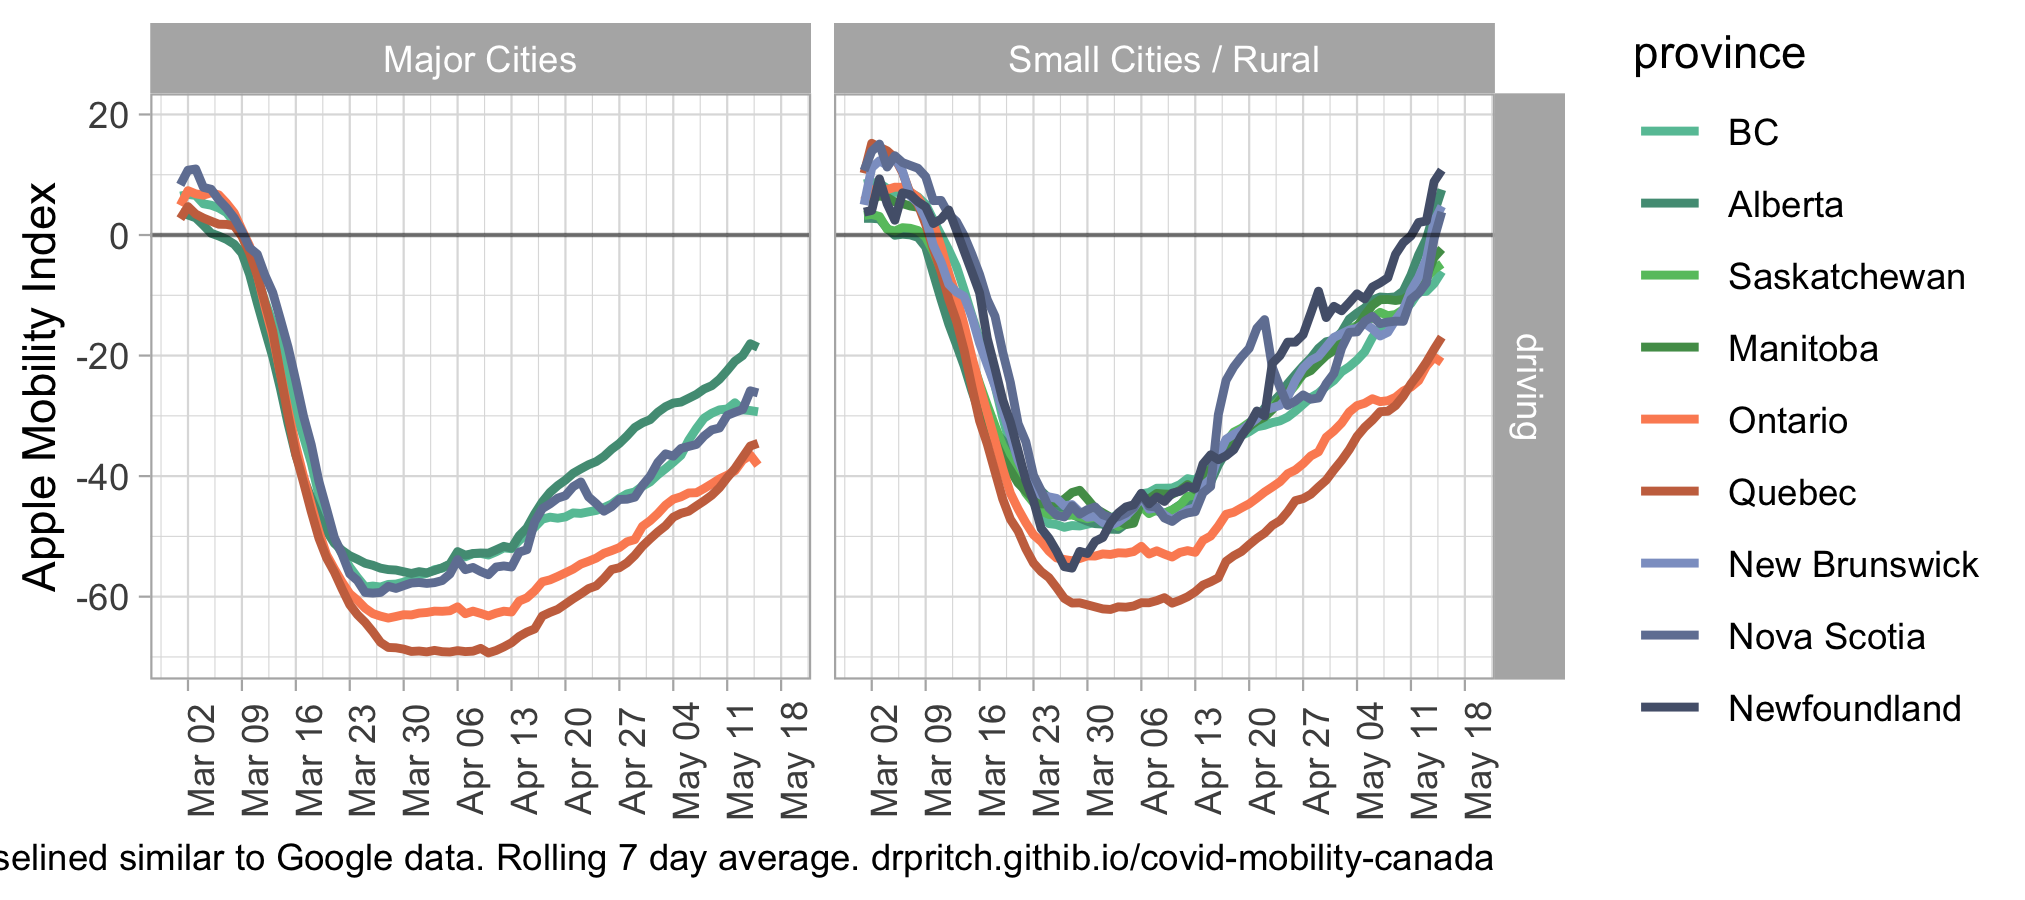 Major Cities
Small Cities / Rural
province
BC
Alberta
Saskatchewan
Manitoba
Ontario
Quebec
New Brunswick
Nova Scotia
Newfoundland
Apple Mobility Index
20
0
-20
-40
-60
driving
Mar 02
Mar 09
Mar 16
Mar 23
Mar 30
Apr 06
Apr 13
Apr 20
Apr 27
May 04
May 11
May 18
Mar 02
Mar 09
Mar 16
Mar 23
Mar 30
Apr 06
Apr 13
Apr 20
Apr 27
May 04
May 11
May 18
selined similar to Google data. Rolling 7 day average. drpritch.githib.io/covid-mobility-canada